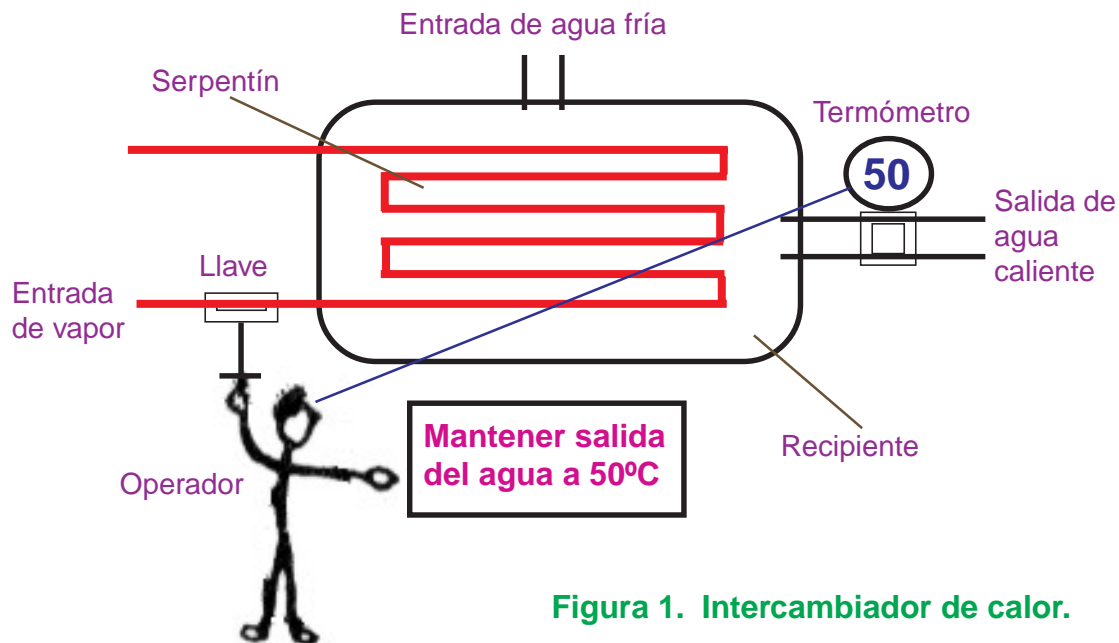 Entrada de agua fría
Serpentín
Termómetro
50
Salida de
agua
caliente
Llave
Entrada
de vapor
Mantener salida
del agua a 50ºC
Recipiente
Operador
Figura 1. Intercambiador de calor.